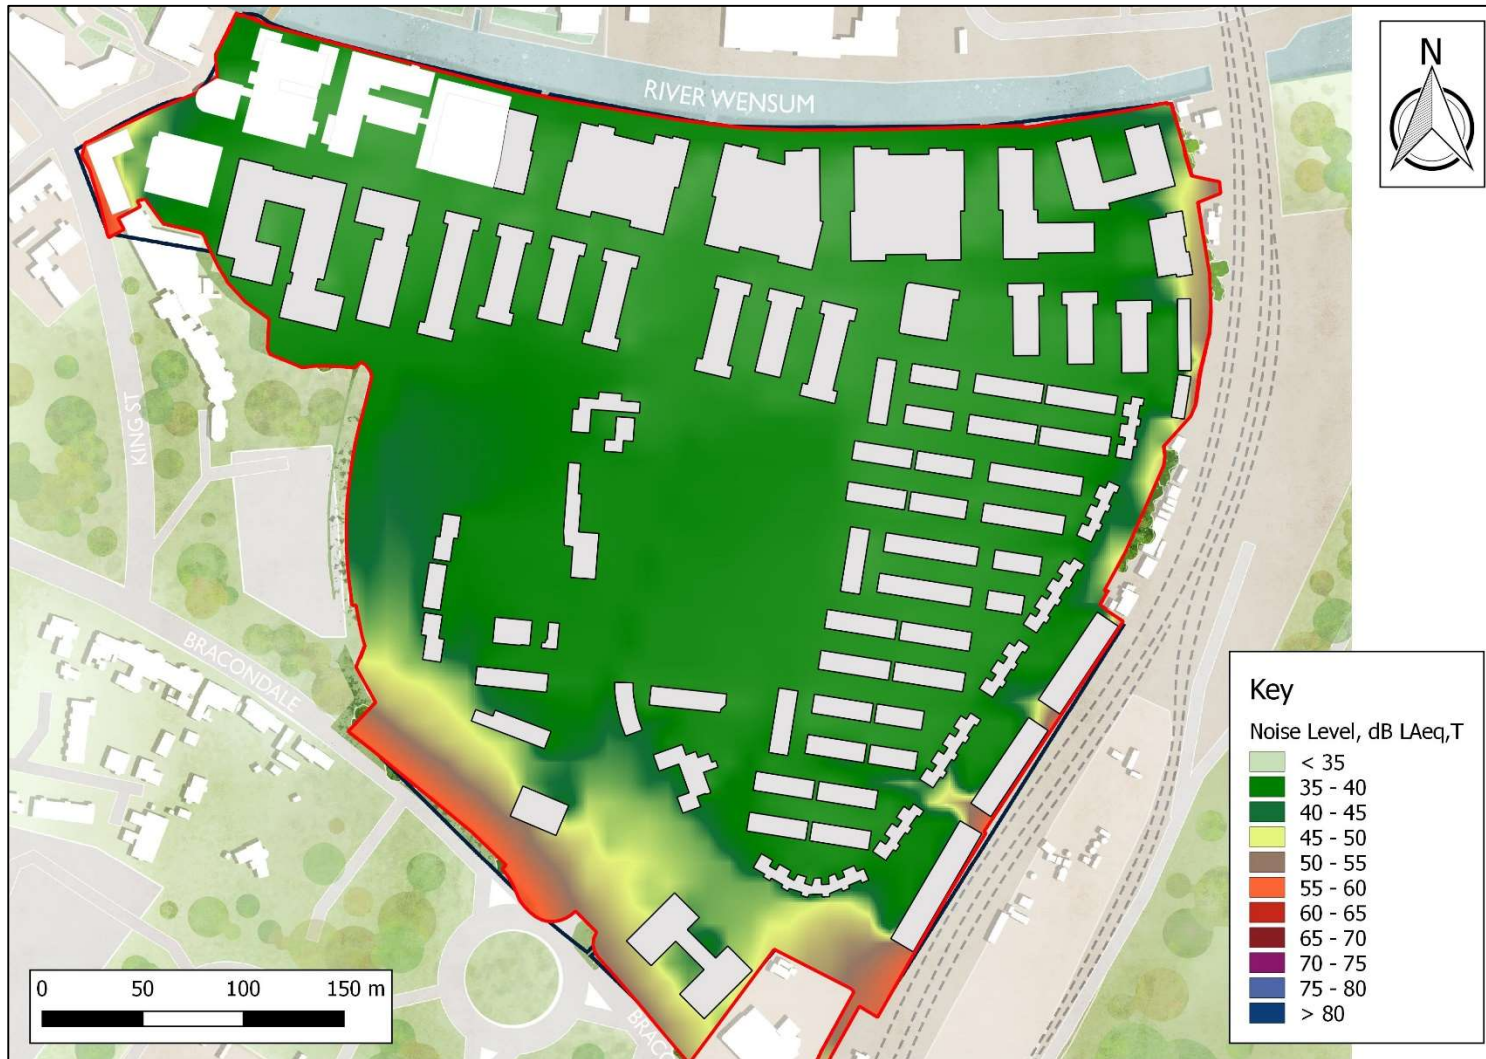 RIVER WENSUM
N
KING ST
BRACONDALE
BRACO
Key
Noise Level, dB LAeq,T
< 35
35 - 40
40 - 45
45 - 50
50 - 55
55 - 60
60 - 65
65 - 70
70 - 75
75 - 80
> 80
0 50 100 150 m